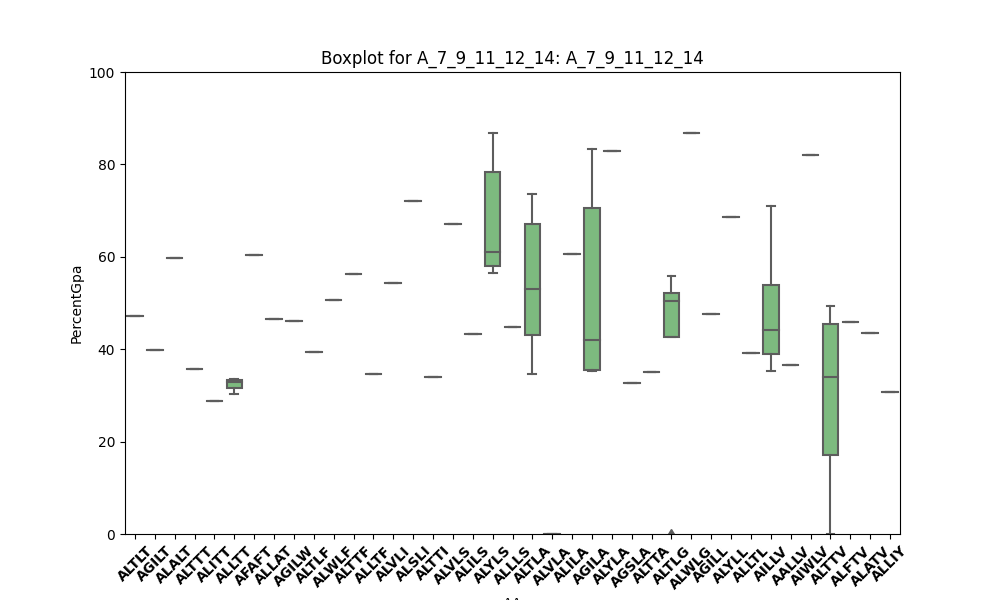 Boxplot for A_7_9_11_12_14: A_7_9_11_12_14
PercentGpa
100
80
60
40
20
0
ALTLT
AGILT
ALALT
ALTTT
ALITT
ALLTT
AFAFT
ALLAT
AGILW
ALTLF
ALWLF
ALTTF
ALLTF
ALVLI
ALSLI
ALTTI
ALVLS
ALILS
ALYLS
ALLLS
ALTLA
ALVLA
ALILA
AGILA
ALYLA
AGSLA
ALTTA
ALTLG
ALWLG
AGILL
ALYLL
ALLTL
AILLV
AALLV
AIWLV
ALTTV
ALFTV
ALATV
ALLIY